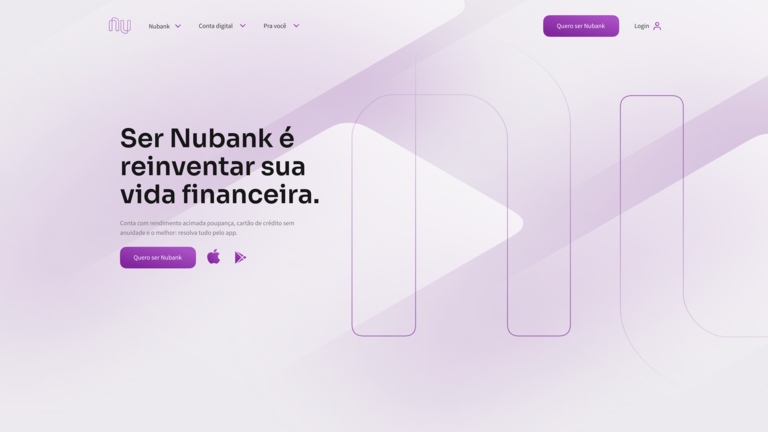 nu
Nubank
Conta digital
Pra você
Quero ser Nubank
Login
Ser Nubank é
reinventar sua
vida financeira.
Conta com rendimento acimada poupança, cartão de crédito sem
anuidade é o melhor: resolva tudo pelo app.
Quero ser Nubank